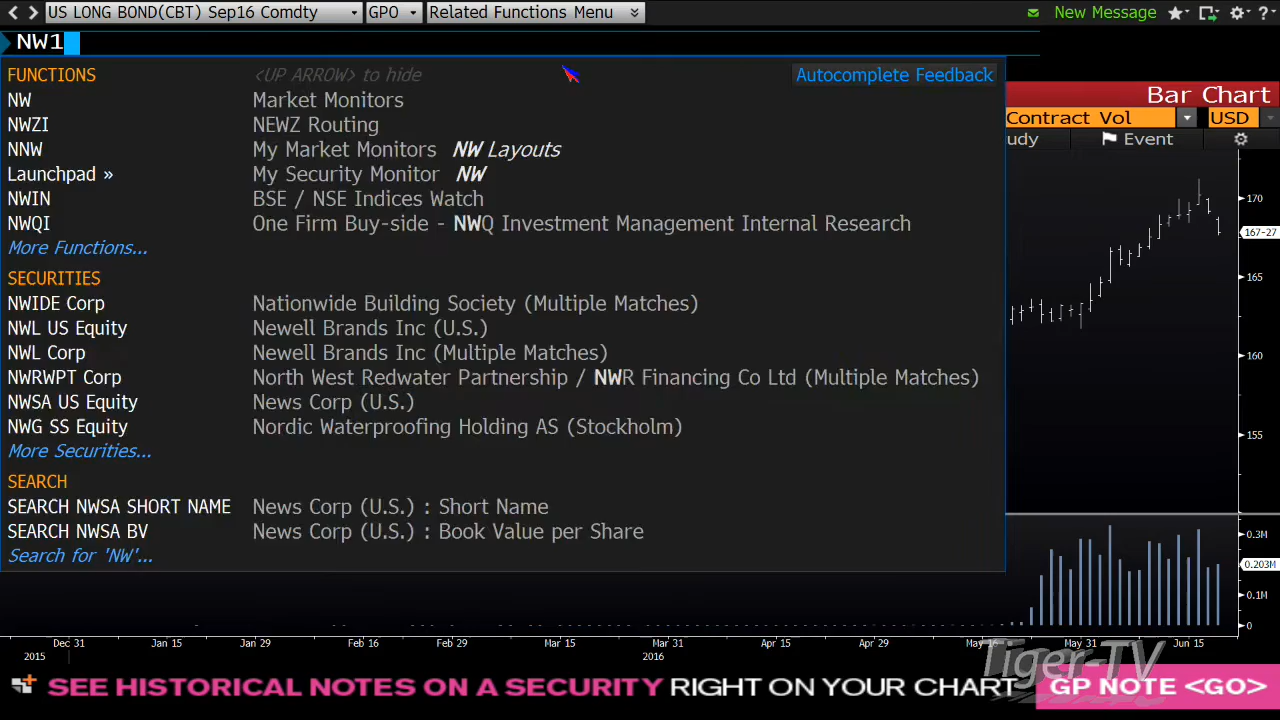 US LONG BOND(CBT) Sep16 Comdty GPO Related Functions Menu New Message ?
NW1
FUNCTIONS <UP ARROW> to hide Autocomplete Feedback
NW Market Monitors
NWZI NEWZ Routing
NNW My Market Monitors NW Layouts
Launchpad » My Security Monitor NW
NWIN BSE / NSE Indices Watch
NWQI One Firm Buy-side - NWQ Investment Management Internal Research
More Functions...
SECURITIES
NWIDE Corp Nationwide Building Society (Multiple Matches)
NWL US Equity Newell Brands Inc (U.S.)
NWL Corp Newell Brands Inc (Multiple Matches)
NWRWPT Corp North West Redwater Partnership / NWR Financing Co Ltd (Multiple Matches)
NWSA US Equity News Corp (U.S.)
NWG SS Equity Nordic Waterproofing Holding AS (Stockholm)
More Securities...
SEARCH
SEARCH NWSA SHORT NAME News Corp (U.S.) : Short Name
SEARCH NWSA BV News Corp (U.S.) : Book Value per Share
Search for 'NW'...
Bar Chart
Contract Vol USD
udy Event
170
167-27
165
160
155
0.3M
0.203M
0.1M
0
Dec 31 Jan 15 Jan 29 Feb 16 Feb 29 Mar 15 Mar 31 Apr 15 Apr 29 May 16 May 31 Jun 15
2015 2016
Tiger-TV
SEE HISTORICAL NOTES ON A SECURITY RIGHT ON YOUR CHART GP NOTE <GO>